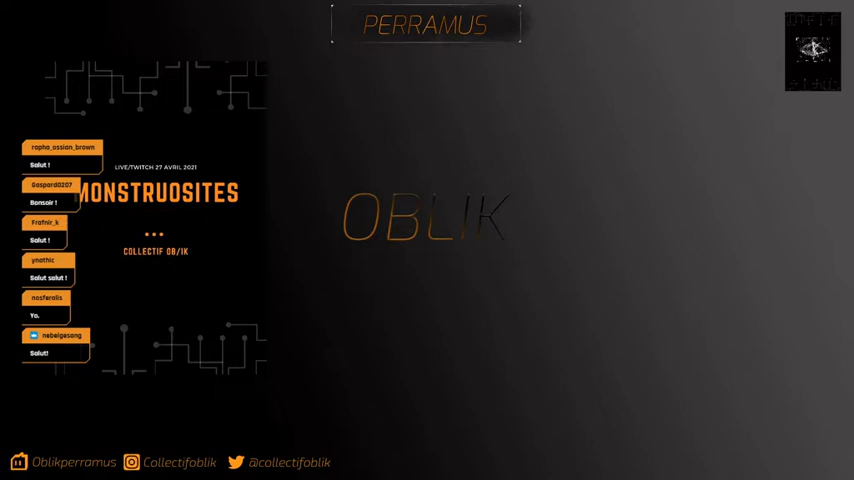 PERRAMUS
rapha_ossian_brown
Salut !
LIVE/TWITCH 27 AVRIL 2021
Gaspard0207
MONSTRUOSITES
Bonsoir !
OBLIK
Frafnir_k
Salut !
COLLECTIF OB/IK
ynathic
Salut salut !
nosferalis
Yo.
nebelgesang
Salut!
Oblikperramus
Collectifoblik
@collectifoblik